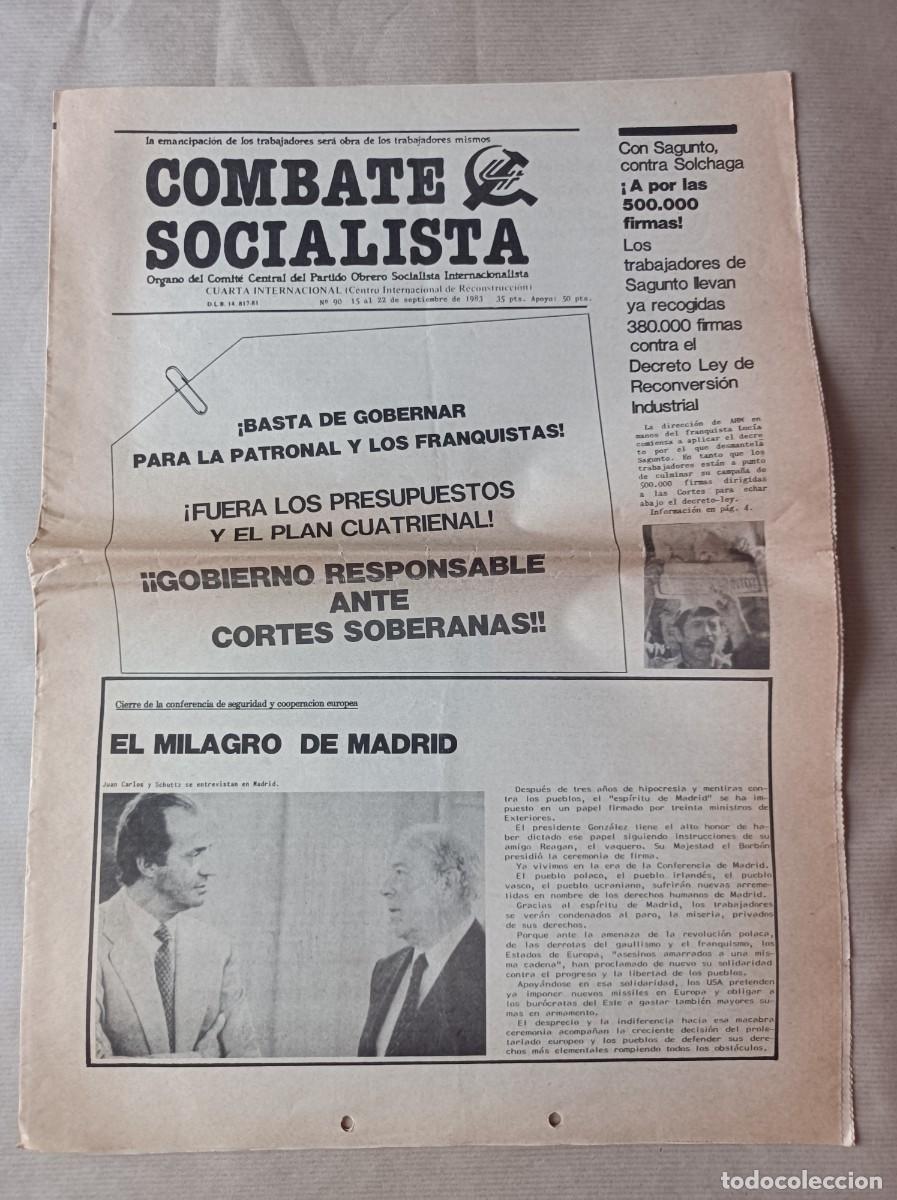 la emancipación de los trabajadores será obra de los trabajadores mismos
COMBATE
SOCIALISTA
Organo del Comité Central del Partido Obrero Socialista Internacionalista
CUARTA INTERNACIONAL (Centro Internacional de Reconstrucción)
D.L.B. 14.817-81 Nº 90 15 al 22 de septiembre de 1983 35 pts. Apoyo: 50 pts.
¡BASTA DE GOBERNAR
PARA LA PATRONAL Y LOS FRANQUISTAS!
¡FUERA LOS PRESUPUESTOS
Y EL PLAN CUATRIENAL!
¡¡GOBIERNO RESPONSABLE
ANTE
CORTES SOBERANAS!!
Con Sagunto,
contra Solchaga
¡A por las
500.000
firmas!
Los
trabajadores de
Sagunto llevan
ya recogidas
380.000 firmas
contra el
Decreto Ley de
Reconversión
Industrial
La dirección de AHM en
manos del franquista Lucía
comienza a aplicar el decre
to por el que desmantela
Sagunto. En tanto que los
trabajadores están a punto
de culminar su campaña de
500.000 firmas dirigidas
a las Cortes para echar
abajo el decreto-ley.
Información en pág. 4.
Cierre de la conferencia de seguridad y cooperacion europea
EL MILAGRO DE MADRID
Juan Carlos y Schultz se entrevistan en Madrid.
Después de tres años de hipocresia y mentiras con-
tra los pueblos, el "espíritu de Madrid" se ha im-
puesto en un papel firmado por treinta ministros de
Exteriores.
El presidente González tiene el alto honor de ha-
ber dictado ese papel siguiendo instrucciones de su
amigo Reagan, el vaquero. Su Majestad el Borbón
presidió la ceremonia de firma.
Ya vivimos en la era de la Conferencia de Madrid.
El pueblo polaco, el pueblo irlandés, el pueblo
vasco, el pueblo ucraniano, sufrirán nuevas arreme-
tidas en nombre de los derechos humanos de Madrid.
Gracias al espíritu de Madrid, los trabajadores
se verán condenados al paro, la miseria, privados
de sus derechos.
Porque ante la amenaza de la revolución polaca,
de las derrotas del gaullismo y el franquismo, los
Estados de Europa, "asesinos amarrados a una mis-
ma cadena", han proclamado de nuevo su solidaridad
contra el progreso y la libertad de los pueblos.
Apoyándose en esa solidaridad, los USA pretenden
ya imponer nuevos missiles en Europa y obligar a
los burócratas del Este a gastar también mayores su-
mas en armamento.
El desprecio y la indiferencia hacia esa macabra
ceremonia acompañan la creciente decisión del prole-
tariado europeo y los pueblos de defender sus dere-
chos más elementales rompiendo todos los obstáculos.
todocoleccion